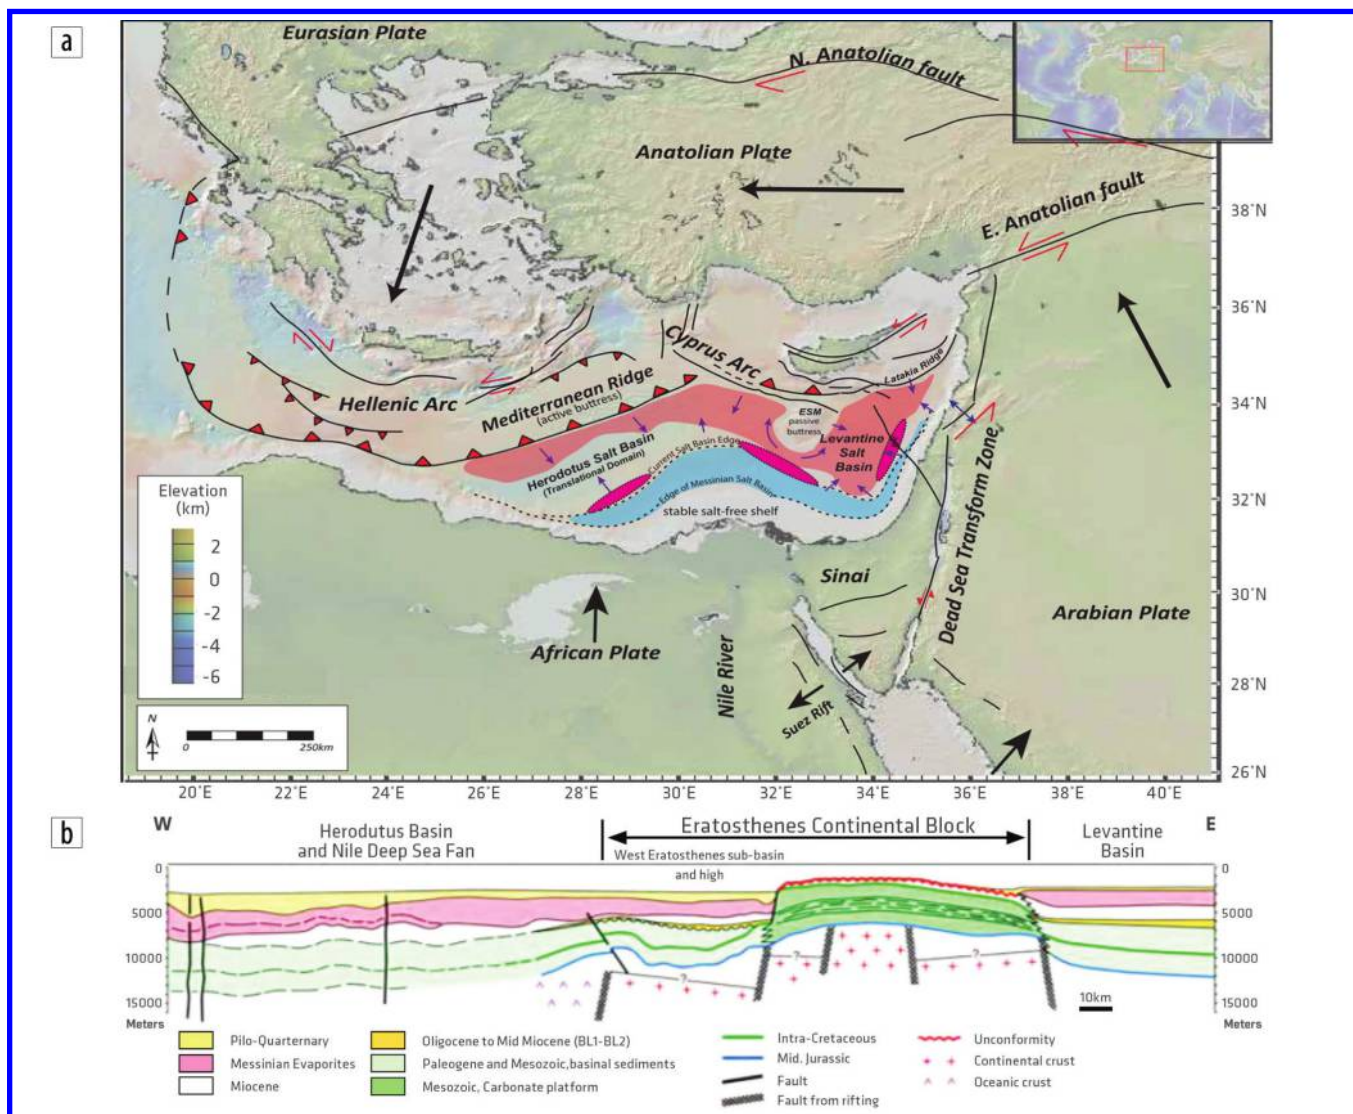 a
Eurasian Plate
N. Anatolian fault
Anatolian Plate
E. Anatolian fault
38°N
36°N
Cyprus Arc
Latakia Ridge
Hellenic Arc
Mediterranean Ridge
(active buttress)
ESM
passive
buttress
34°N
Levantine
Salt
Basin
Herodotus Salt Basin
(Translational Domain)
Current Salt Basin Edge
Edge of Messinian Salt Basin
stable salt-free shelf
Dead Sea Transform Zone
32°N
Elevation
(km)
2
0
-2
-4
-6
Sinai
30°N
Arabian Plate
African Plate
Nile River
Suez Rift
28°N
N
0
250km
26°N
20°E
22°E
24°E
26°E
28°E
30°E
32°E
34°E
36°E
38°E
40°E
b
W
Herodutus Basin
and Nile Deep Sea Fan
Eratosthenes Continental Block
West Eratosthenes sub-basin
and high
Levantine
Basin
E
0
5000
10000
15000
Meters
?
?
?
0
5000
10000
15000
Meters
10km
Pilo-Quarternary
Messinian Evaporites
Miocene
Oligocene to Mid Miocene (BL1-BL2)
Paleogene and Mesozoic,basinal sediments
Mesozoic, Carbonate platform
Intra-Cretaceous
Mid. Jurassic
Fault
Fault from rifting
Unconformity
Continental crust
Oceanic crust